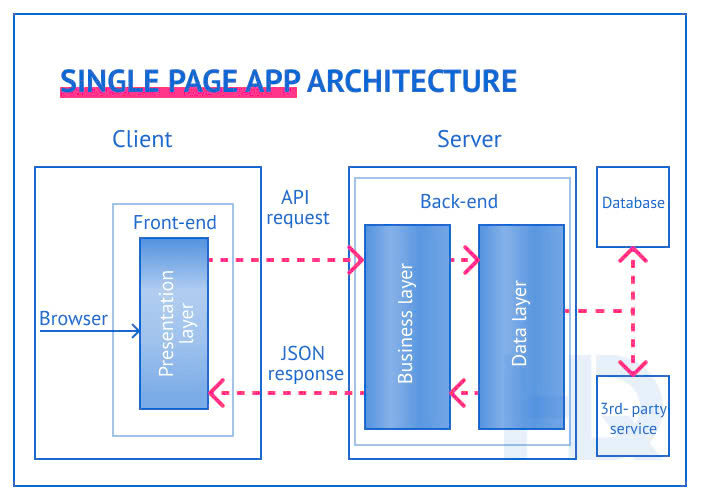 SINGLE PAGE APP ARCHITECTURE
Client
Server
Front-end
Presentation
layer
Browser
API
request
JSON
response
Back-end
Business layer
Data layer
Database
3rd- party
service